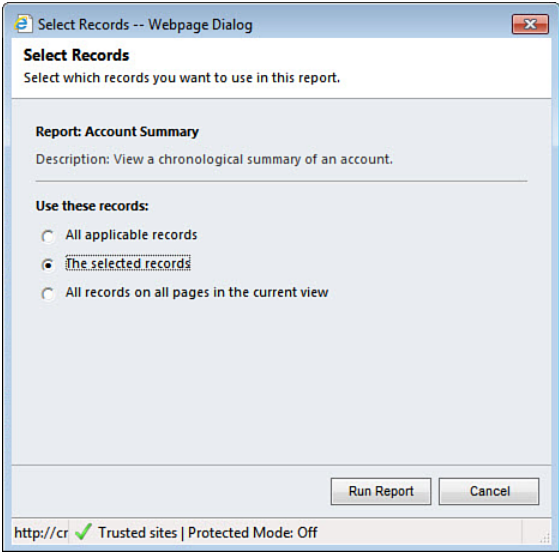 Select Records -- Webpage Dialog
Select Records
Select which records you want to use in this report.
Report: Account Summary
Description: View a chronological summary of an account.
Use these records:
All applicable records
The selected records
All records on all pages in the current view
Run Report Cancel
http://cr Trusted sites | Protected Mode: Off